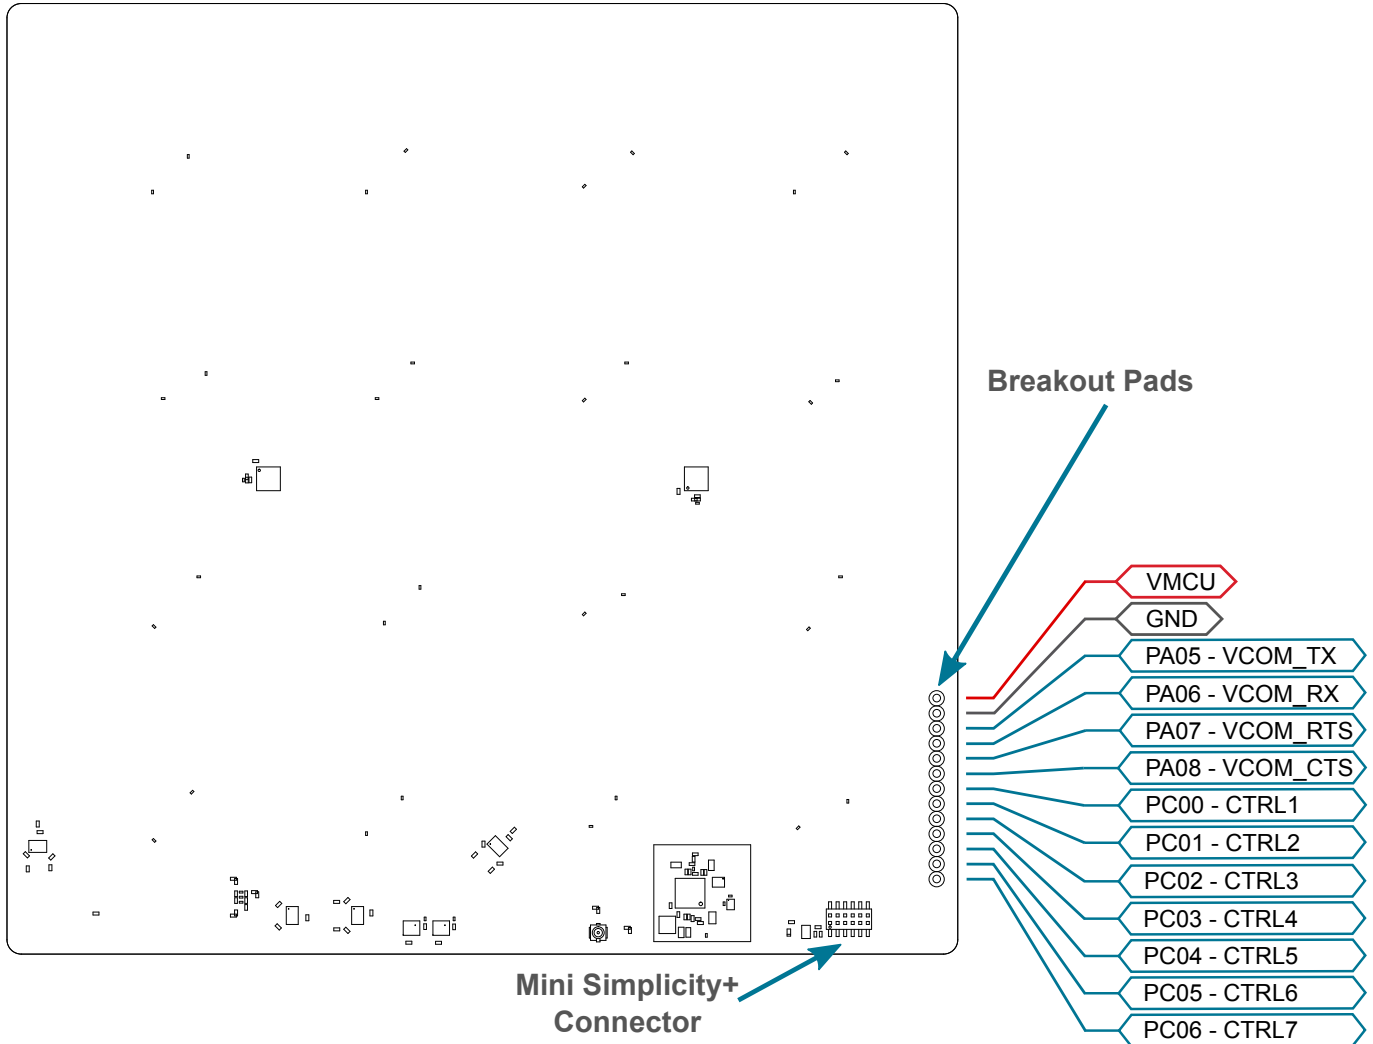 Breakout Pads
VMCU
GND
PA05 - VCOM_TX
PA06 - VCOM_RX
PA07 - VCOM_RTS
PA08 - VCOM_CTS
PC00 - CTRL1
PC01 - CTRL2
PC02 - CTRL3
PC03 - CTRL4
PC04 - CTRL5
PC05 - CTRL6
PC06 - CTRL7
Mini Simplicity+
Connector